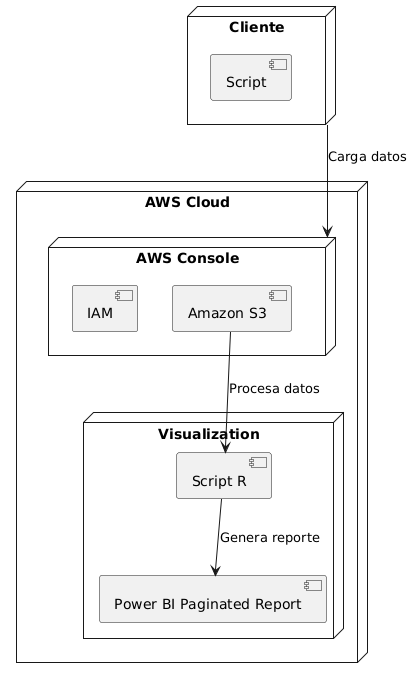 Cliente
Script
Carga datos
AWS Cloud
AWS Console
IAM
Amazon S3
Procesa datos
Visualization
Script R
Genera reporte
Power BI Paginated Report